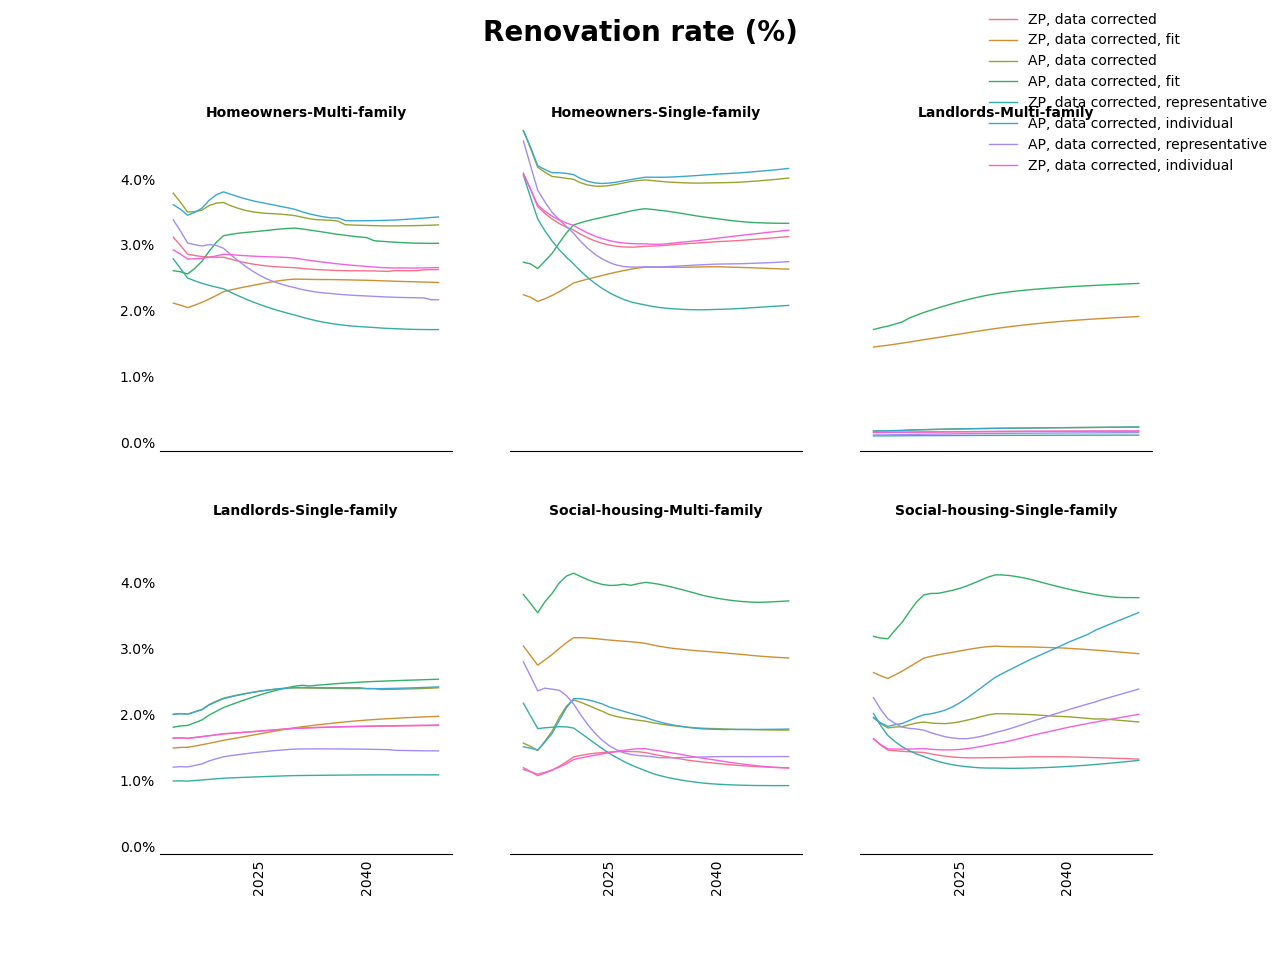 Renovation rate (%)
ZP, data corrected
ZP, data corrected, fit
AP, data corrected
AP, data corrected, fit
ZP, data corrected, representative
AP, data corrected, individual
AP, data corrected, representative
ZP, data corrected, individual
Homeowners-Multi-family
Homeowners-Single-family
Landlords-Multi-family
4.0%
3.0%
2.0%
1.0%
0.0%
Landlords-Single-family
Social-housing-Multi-family
Social-housing-Single-family
4.0%
3.0%
2.0%
1.0%
0.0%
2025
2040
2025
2040
2025
2040